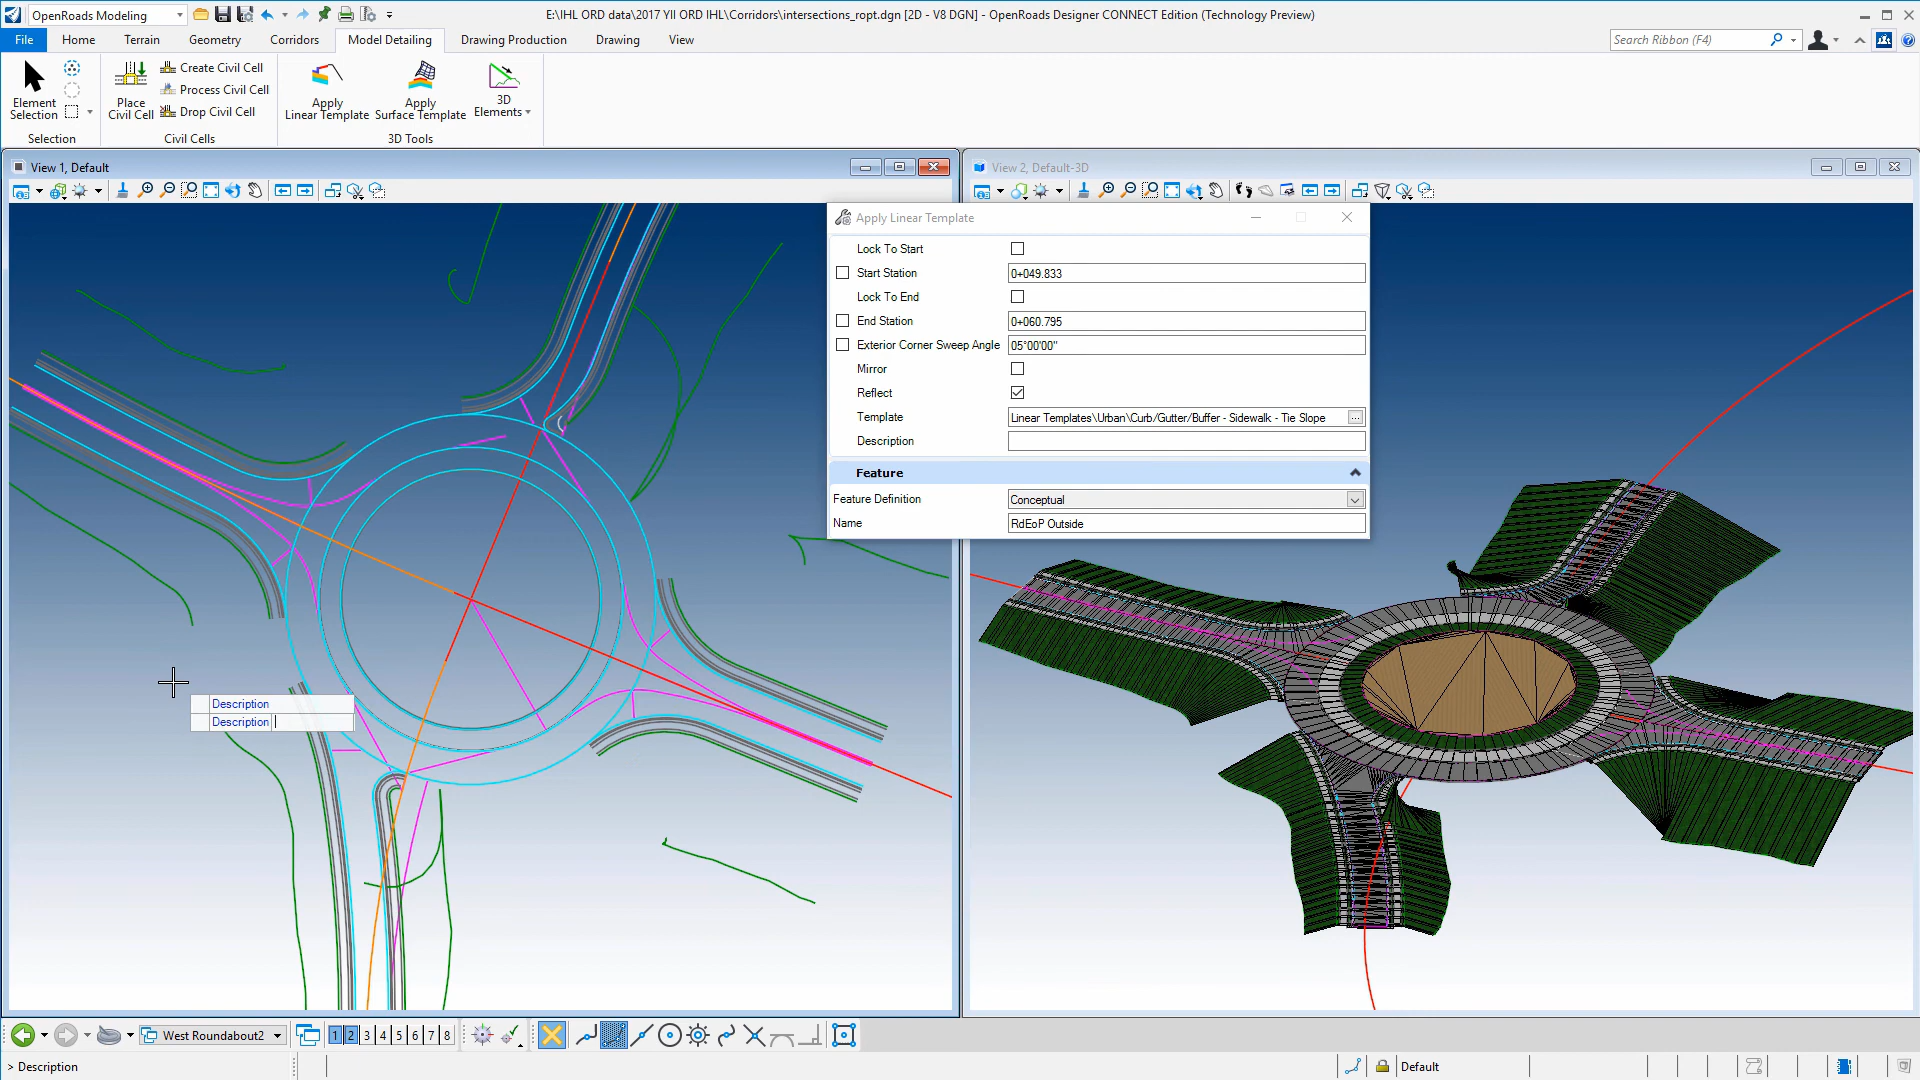 OpenRoads Modeling
E:\IHL ORD data\2017 YII ORD IHL\Corridors\intersections_ropt.dgn [2D - V8 DGN] - OpenRoads Designer CONNECT Edition (Technology Preview)
File Home Terrain Geometry Corridors Model Detailing Drawing Production Drawing View
Search Ribbon (F4)
Element Selection
Selection
Place Civil Cell
Create Civil Cell
Process Civil Cell
Drop Civil Cell
Civil Cells
Apply Linear Template
Apply Surface Template
3D Elements
3D Tools
View 1, Default
View 2, Default-3D
Apply Linear Template
Lock To Start
Start Station 0+049.833
Lock To End
End Station 0+060.795
Exterior Corner Sweep Angle 05°00'00"
Mirror
Reflect
Template Linear Templates\Urban\Curb/Gutter/Buffer - Sidewalk - Tie Slope ...
Description
Feature
Feature Definition Conceptual
Name RdEoP Outside
Description
Description
West Roundabout2
1 2 3 4 5 6 7 8
> Description
Default